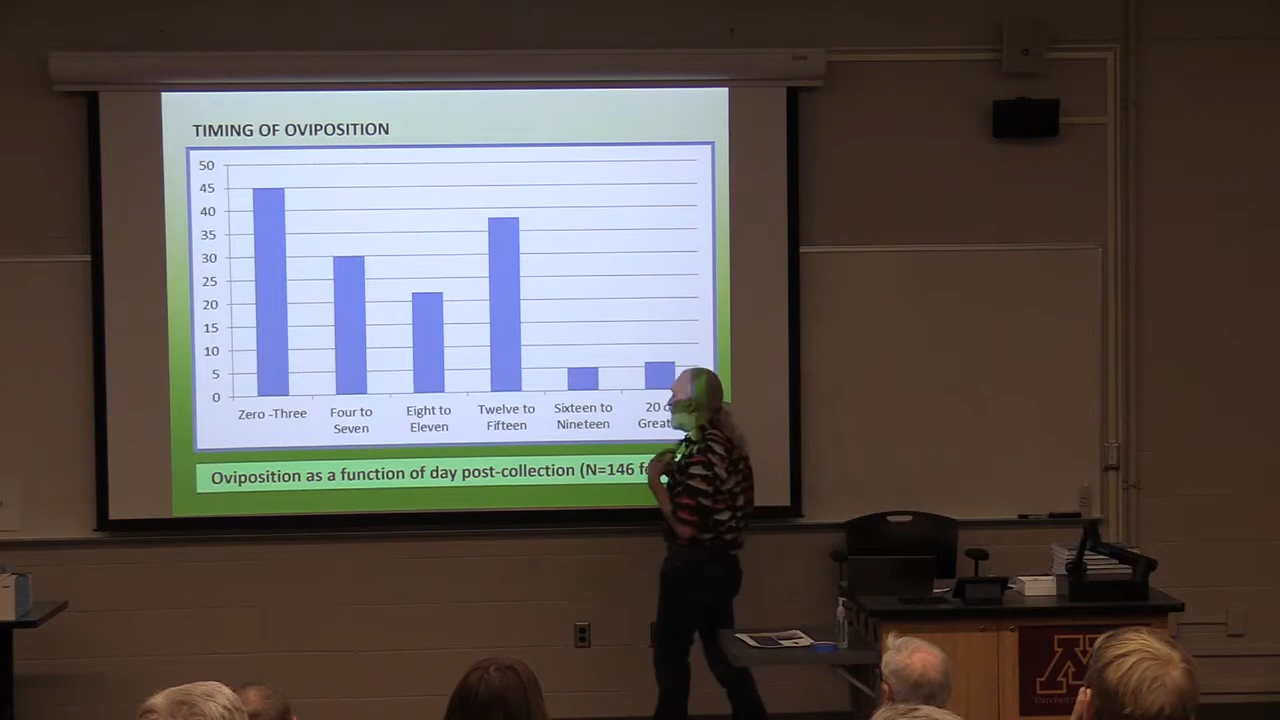 TIMING OF OVIPOSITION
50
45
40
35
30
25
20
15
10
5
0
Zero -Three
Four to
Seven
Eight to
Eleven
Twelve to
Fifteen
Sixteen to
Nineteen
20
Oviposition as a function of day post-collection (N=146
M